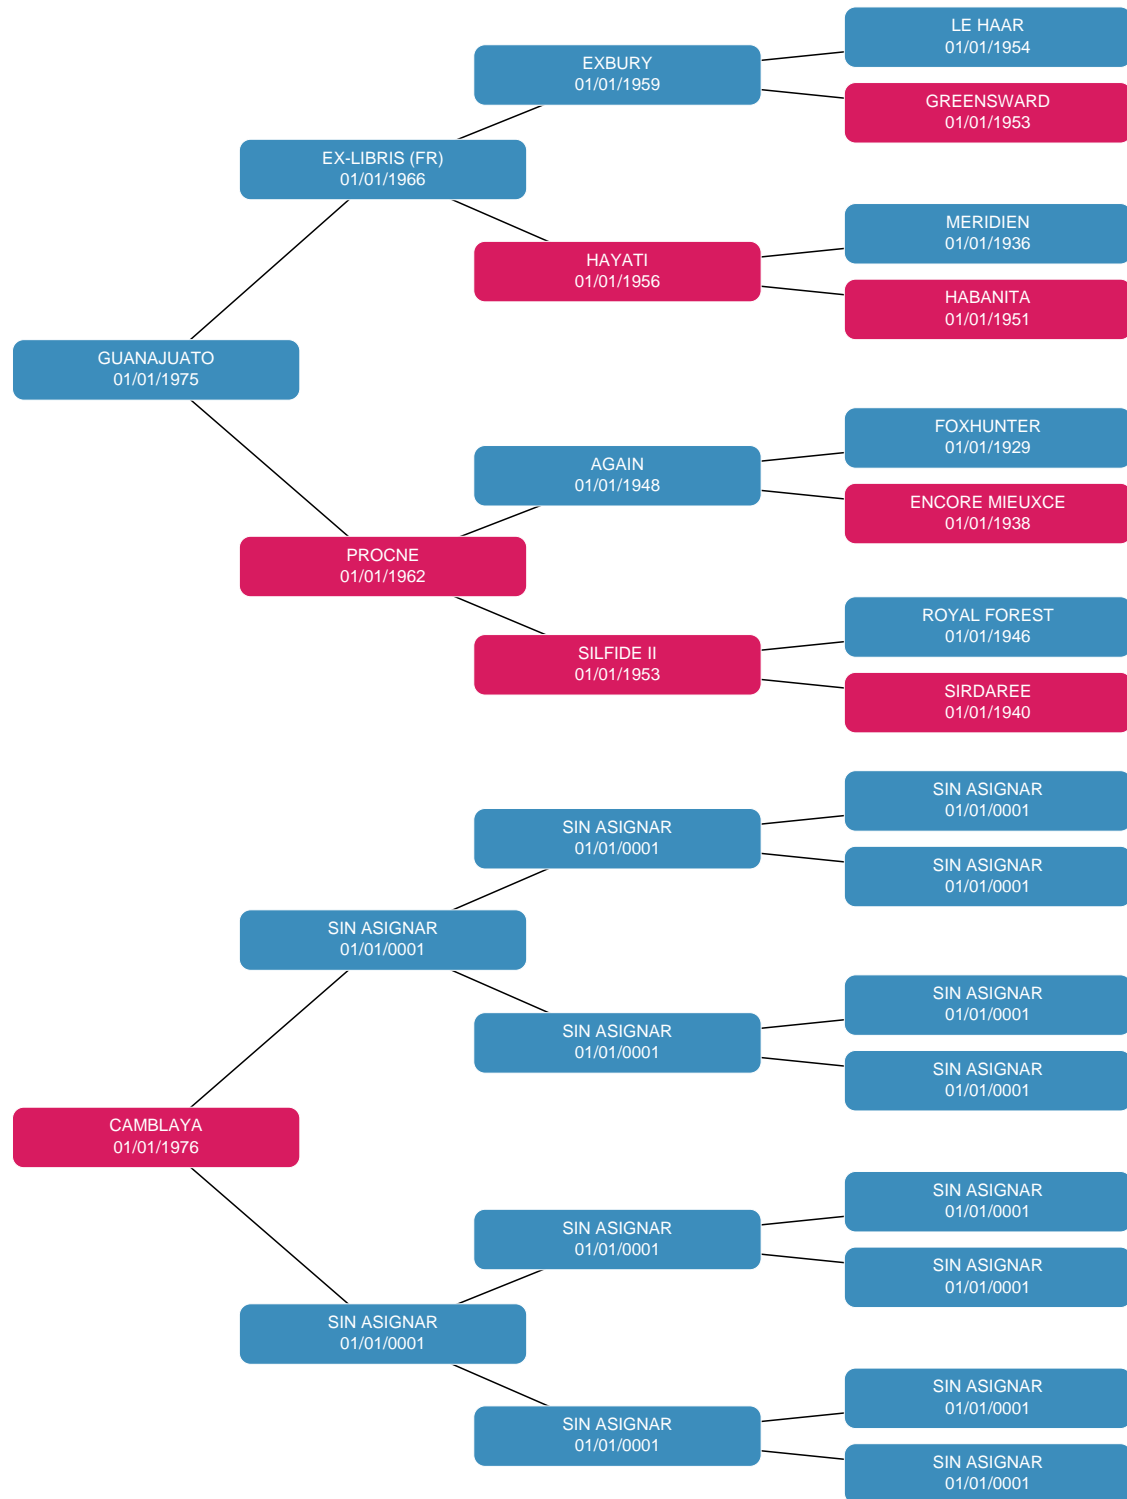 LE HAAR
01/01/1954
EXBURY
01/01/1959
GREENSWARD
01/01/1953
EX-LIBRIS (FR)
01/01/1966
MERIDIEN
01/01/1936
HAYATI
01/01/1956
HABANITA
01/01/1951
GUANAJUATO
01/01/1975
FOXHUNTER
01/01/1929
AGAIN
01/01/1948
ENCORE MIEUXCE
01/01/1938
PROCNE
01/01/1962
ROYAL FOREST
01/01/1946
SILFIDE II
01/01/1953
SIRDAREE
01/01/1940
SIN ASIGNAR
01/01/0001
SIN ASIGNAR
01/01/0001
SIN ASIGNAR
01/01/0001
SIN ASIGNAR
01/01/0001
SIN ASIGNAR
01/01/0001
SIN ASIGNAR
01/01/0001
SIN ASIGNAR
01/01/0001
CAMBLAYA
01/01/1976
SIN ASIGNAR
01/01/0001
SIN ASIGNAR
01/01/0001
SIN ASIGNAR
01/01/0001
SIN ASIGNAR
01/01/0001
SIN ASIGNAR
01/01/0001
SIN ASIGNAR
01/01/0001
SIN ASIGNAR
01/01/0001